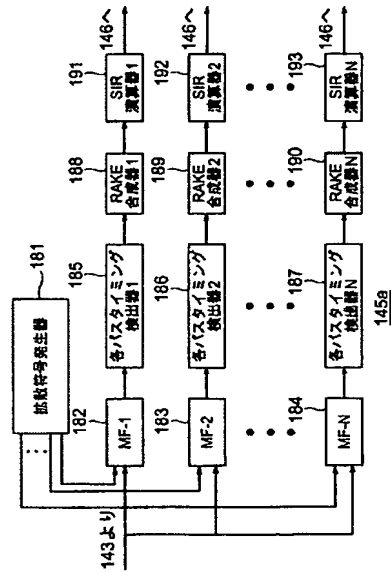 181
拡散符号発生器
143より
182
MF-1
185
各パスタイミング
検出器1
188
RAKE
合成器1
191
SIR
演算器1
146へ
183
MF-2
186
各パスタイミング
検出器2
189
RAKE
合成器2
192
SIR
演算器2
146へ
184
MF-N
187
各パスタイミング
検出器N
190
RAKE
合成器N
193
SIR
演算器N
146へ
145a